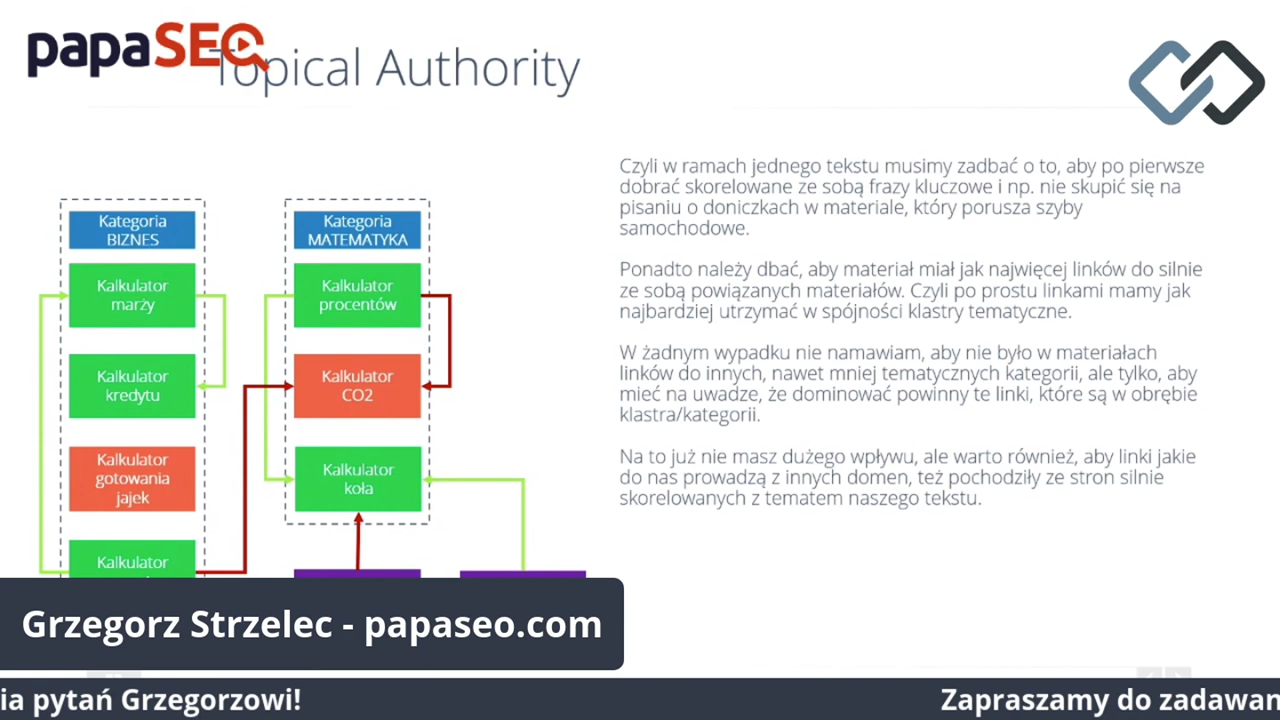 papaSEO
Topical Authority
Czyli w ramach jednego tekstu musimy zadbać o to, aby po pierwsze
dobrać skorelowane ze sobą frazy kluczowe i np. nie skupić się na
pisaniu o doniczkach w materiale, który porusza szyby
samochodowe.
Ponadto należy dbać, aby materiał miał jak najwięcej linków do silnie
ze sobą powiązanych materiałów. Czyli po prostu linkami mamy jak
najbardziej utrzymać w spójności klastry tematyczne.
W żadnym wypadku nie namawiam, aby nie było w materiałach
linków do innych, nawet mniej tematycznych kategorii, ale tylko, aby
mieć na uwadze, że dominować powinny te linki, które są w obrębie
klastra/kategorii.
Na to już nie masz dużego wpływu, ale warto również, aby linki jakie
do nas prowadzą z innych domen, też pochodziły ze stron silnie
skorelowanych z tematem naszego tekstu.
Kategoria
BIZNES
Kalkulator
marży
Kalkulator
kredytu
Kalkulator
gotowania
jajek
Kalkulator
Kategoria
MATEMATYKA
Kalkulator
procentów
Kalkulator
CO2
Kalkulator
koła
Grzegorz Strzelec - papaseo.com
ia pytań Grzegorzowi!
Zapraszamy do zadawan